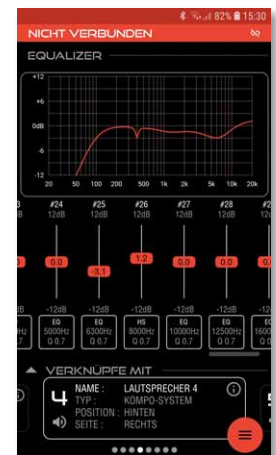 82% 15:30
NICHT VERBUNDEN
EQUALIZER
+12
+6
0dB
-6
-12
20 50 100 200 500 1k 2k 5k 10k 20k
#24 #25 #26 #27 #28
12dB 12dB 12dB 12dB 12dB
0.0 -3.1 1.2 0.0 0.0
-12dB -12dB -12dB -12dB -12dB
EQ EQ HS EQ EQ
5000Hz 6300Hz 8000Hz 10000Hz 12500Hz
Q 0.7 Q 0.7 Q 0.7 Q 0.7 Q 0.7
VERKNÜPFE MIT
4
NAME : LAUTSPRECHER 4
TYP : KOMPO-SYSTEM
POSITION : HINTEN
SEITE : RECHTS